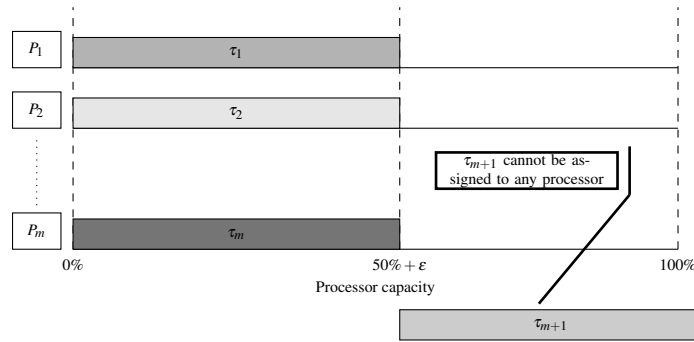 P1
τ1
P2
τ2
τm+1 cannot be as-
signed to any processor
Pm
τm
0%
50% + ε
100%
Processor capacity
τm+1